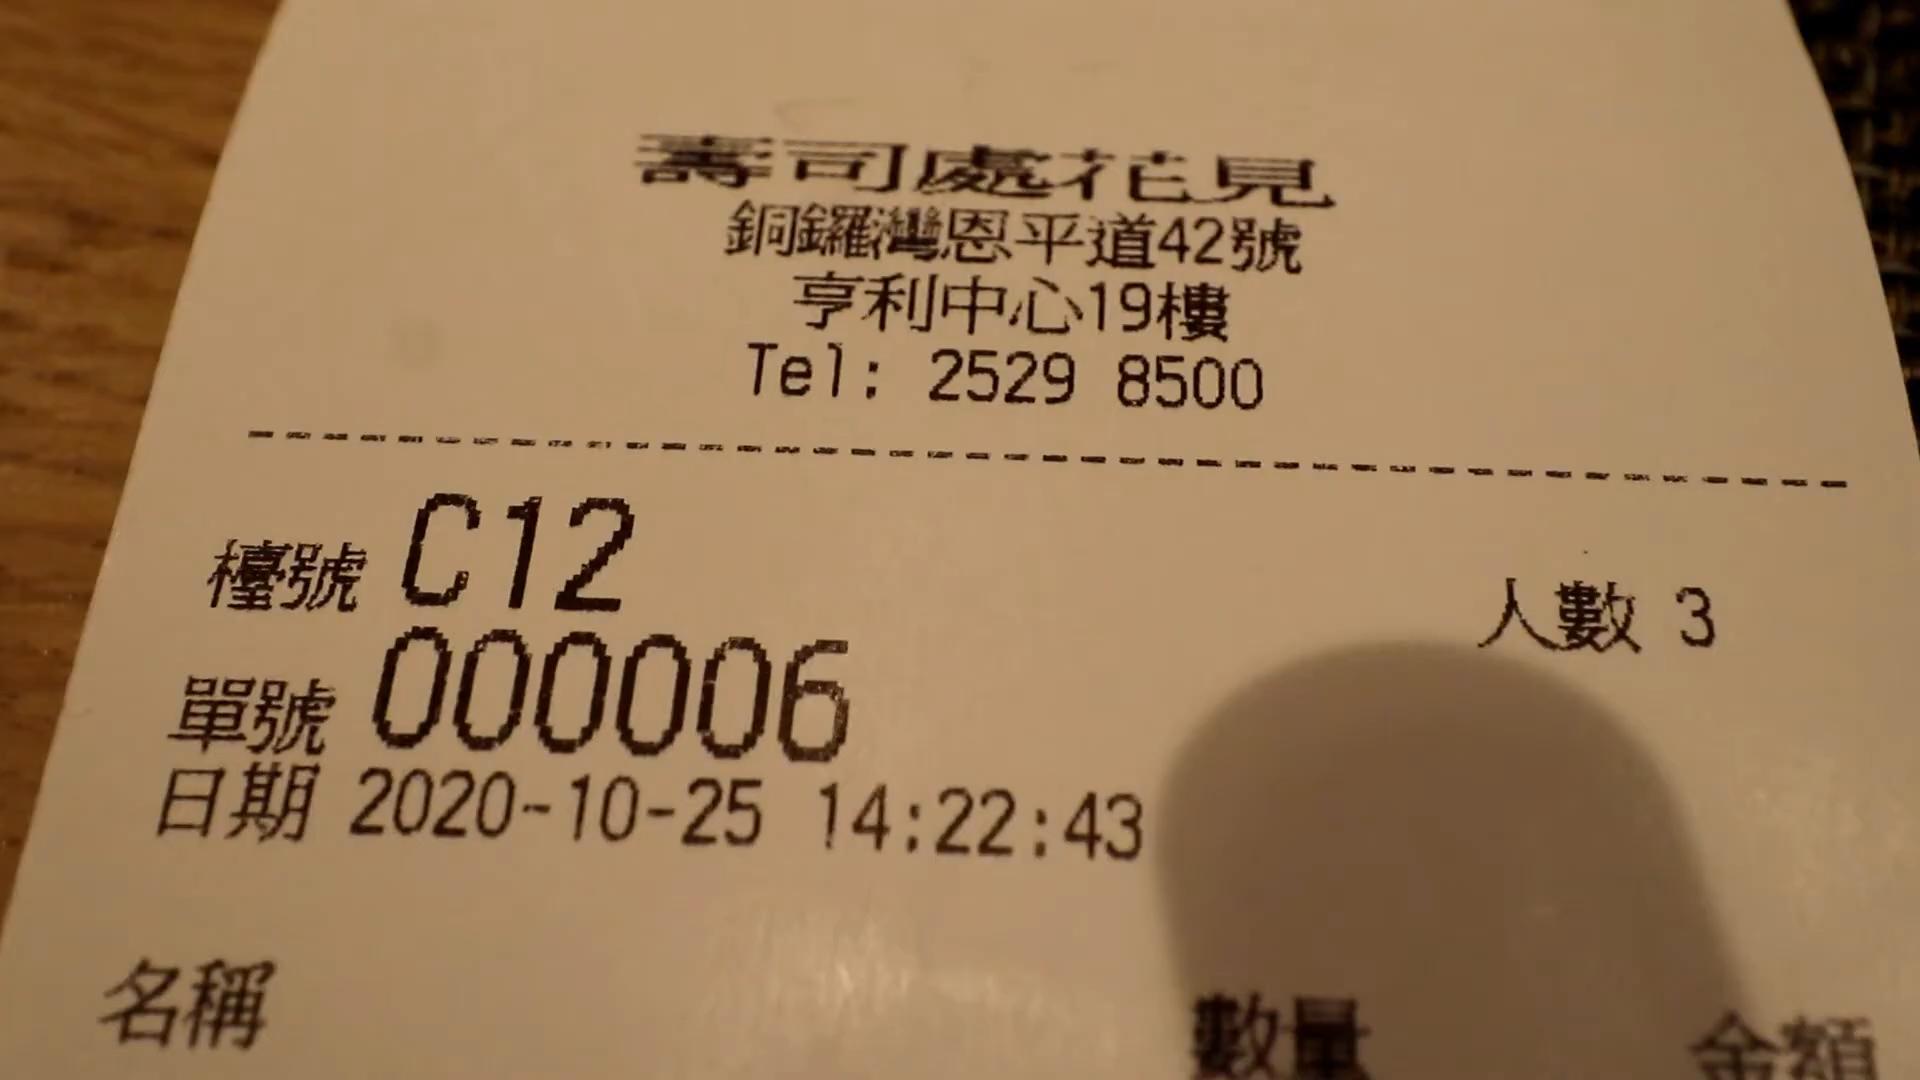 壽司處花見
銅鑼灣恩平道42號
亨利中心19樓
Tel: 2529 8500
檯號 C12
人數 3
單號 000006
日期 2020-10-25 14:22:43
名稱 數量 金額